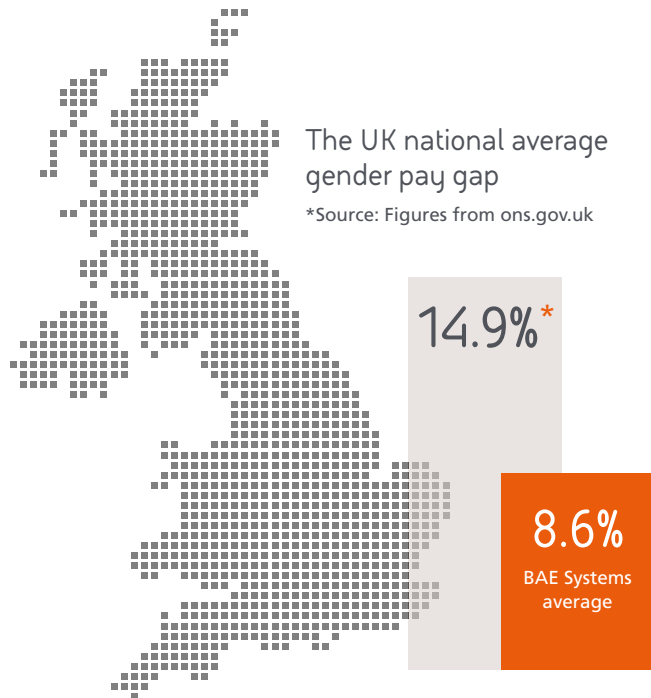 The UK national average
gender pay gap
*Source: Figures from ons.gov.uk
14.9%*
8.6%
BAE Systems
average